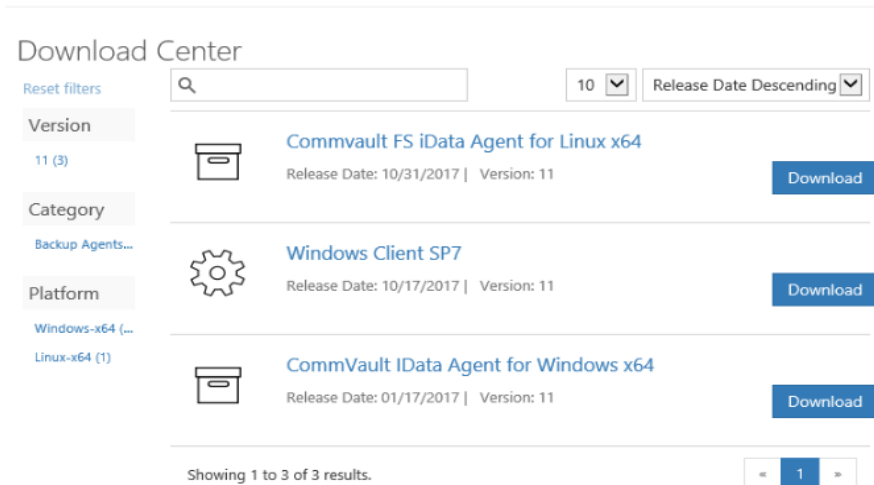 Download Center
Reset filters
10
Release Date Descending
Version
11 (3)
Category
Backup Agents...
Platform
Windows-x64 (...
Linux-x64 (1)
Commvault FS iData Agent for Linux x64
Release Date: 10/31/2017 | Version: 11
Download
Windows Client SP7
Release Date: 10/17/2017 | Version: 11
Download
CommVault IData Agent for Windows x64
Release Date: 01/17/2017 | Version: 11
Download
Showing 1 to 3 of 3 results.
« 1 »